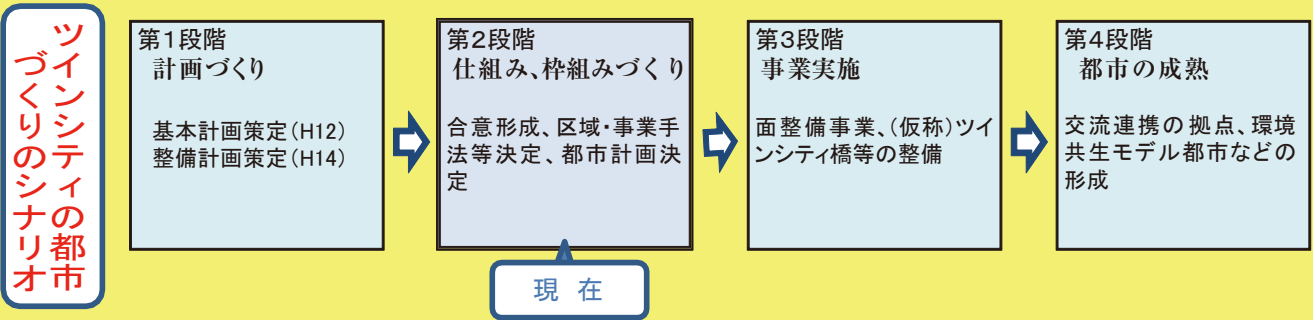 ツインシティの都市
づくりのシナリオ
第1段階
計画づくり
基本計画策定(H12)
整備計画策定(H14)
第2段階
仕組み、枠組みづくり
合意形成、区域・事業手
法等決定、都市計画決
定
第3段階
事業実施
面整備事業、(仮称)ツイ
ンシティ橋等の整備
第4段階
都市の成熟
交流連携の拠点、環境
共生モデル都市などの
形成
現 在